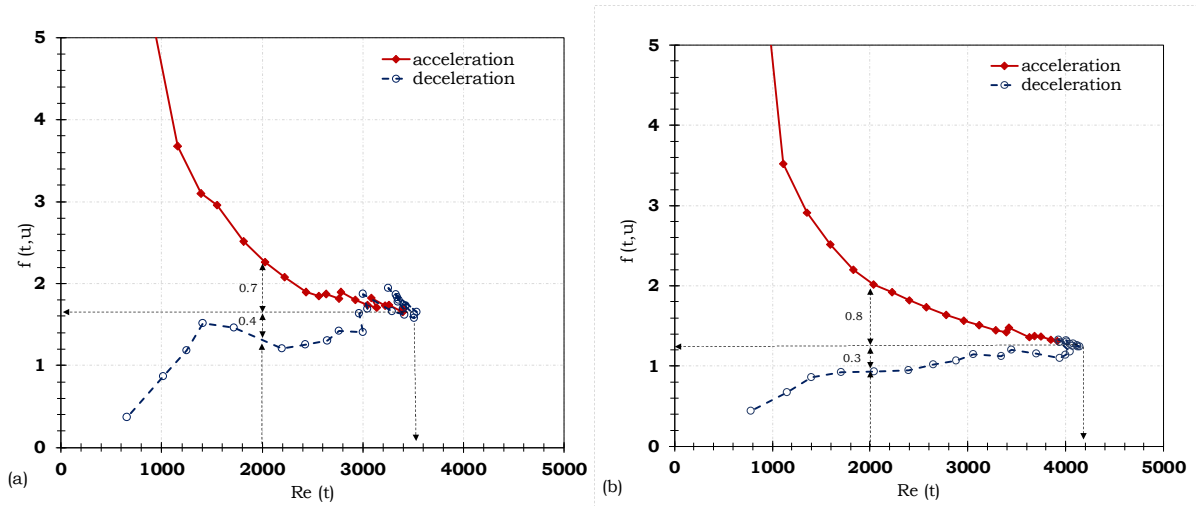 5
4
3
2
1
0
f (t,u)
acceleration
deceleration
0.7
0.4
0 1000 2000 3000 4000 5000
Re (t)
(a)
5
4
3
2
1
0
f (t,u)
acceleration
deceleration
0.8
0.3
0 1000 2000 3000 4000 5000
Re (t)
(b)